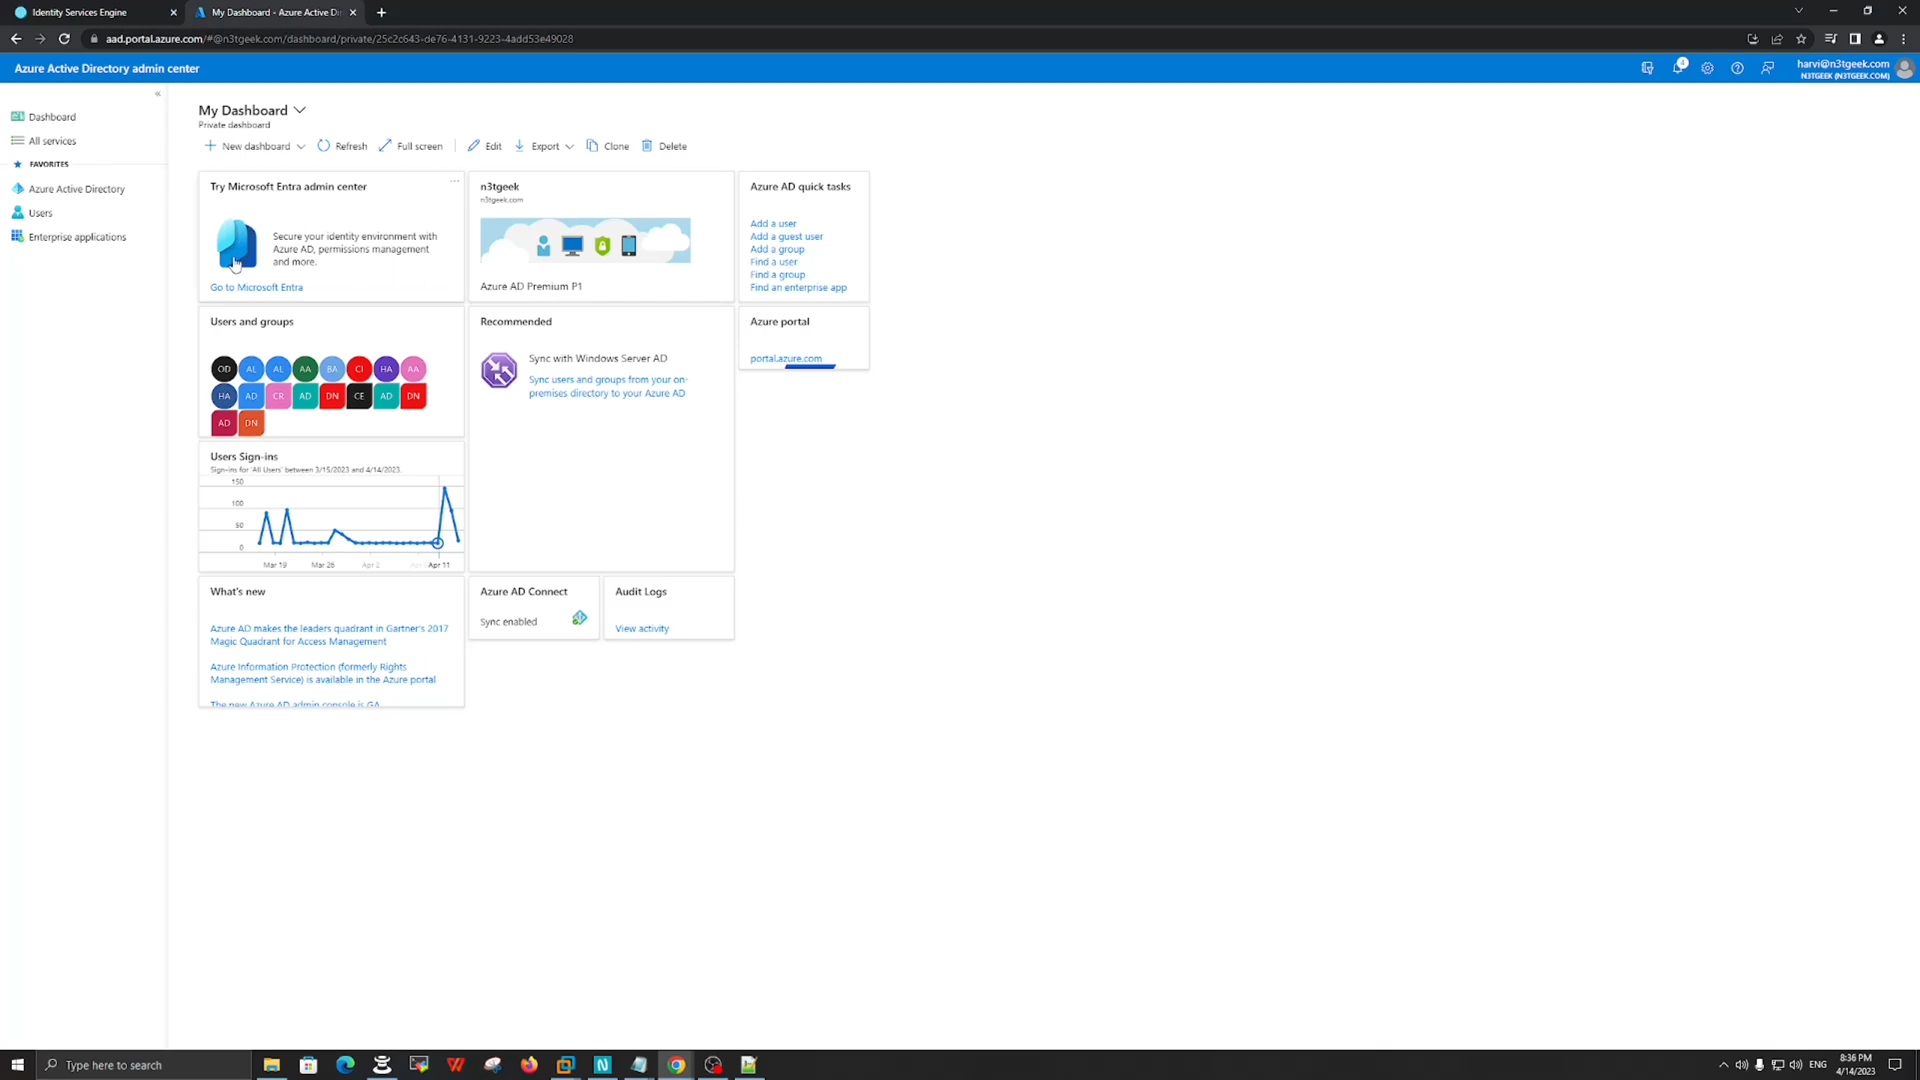 Identity Services Engine
My Dashboard - Azure Active Di
aad.portal.azure.com/#@n3tgeek.com/dashboard/private/25c2c643-de76-4131-9223-4add53e49028
Azure Active Directory admin center
4
harvi@n3tgeek.com
N3TGEEK (N3TGEEK.COM)
Dashboard
All services
FAVORITES
Azure Active Directory
Users
Enterprise applications
My Dashboard
Private dashboard
New dashboard
Refresh
Full screen
Edit
Export
Clone
Delete
Try Microsoft Entra admin center
Secure your identity environment with
Azure AD, permissions management
and more.
Go to Microsoft Entra
n3tgeek
n3tgeek.com
Azure AD Premium P1
Azure AD quick tasks
Add a user
Add a guest user
Add a group
Find a user
Find a group
Find an enterprise app
Users and groups
OD AL AL AA BA CI HA AA
HA AD CR AD DN CE AD DN
AD DN
Recommended
Sync with Windows Server AD
Sync users and groups from your on-
premises directory to your Azure AD
Azure portal
portal.azure.com
Users Sign-ins
Sign-ins for 'All Users' between 3/15/2023 and 4/14/2023.
150
100
50
0
Mar 19 Mar 26 Apr 2 Apr 11
What's new
Azure AD makes the leaders quadrant in Gartner's 2017
Magic Quadrant for Access Management
Azure Information Protection (formerly Rights
Management Service) is available in the Azure portal
The new Azure AD admin console is GA
Azure AD Connect
Sync enabled
Audit Logs
View activity
Type here to search
ENG
8:36 PM
4/14/2023